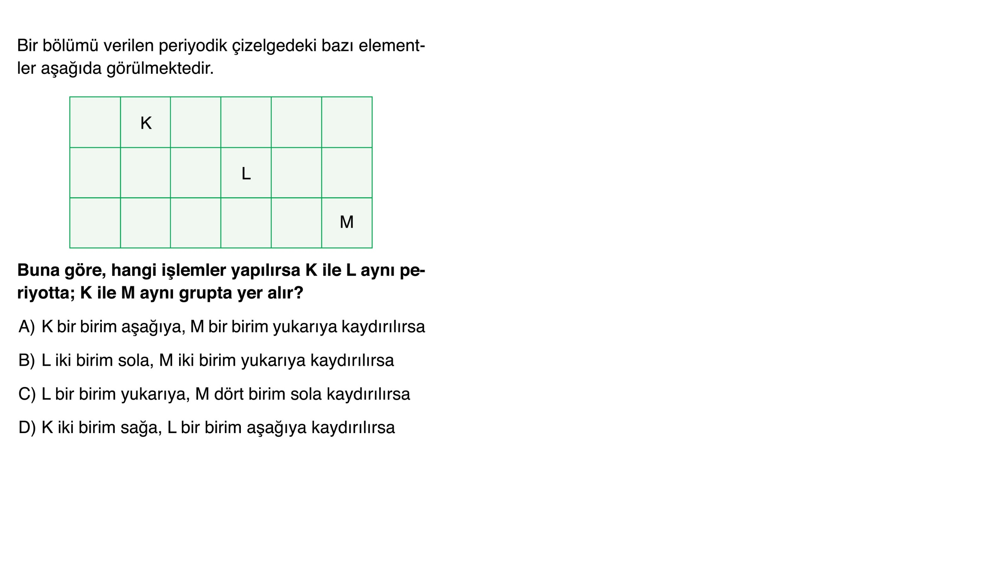 Bir bölümü verilen periyodik çizelgedeki bazı element-
ler aşağıda görülmektedir.
K
L
M
Buna göre, hangi işlemler yapılırsa K ile L aynı pe-
riyotta; K ile M aynı grupta yer alır?
A) K bir birim aşağıya, M bir birim yukarıya kaydırılırsa
B) L iki birim sola, M iki birim yukarıya kaydırılırsa
C) L bir birim yukarıya, M dört birim sola kaydırılırsa
D) K iki birim sağa, L bir birim aşağıya kaydırılırsa